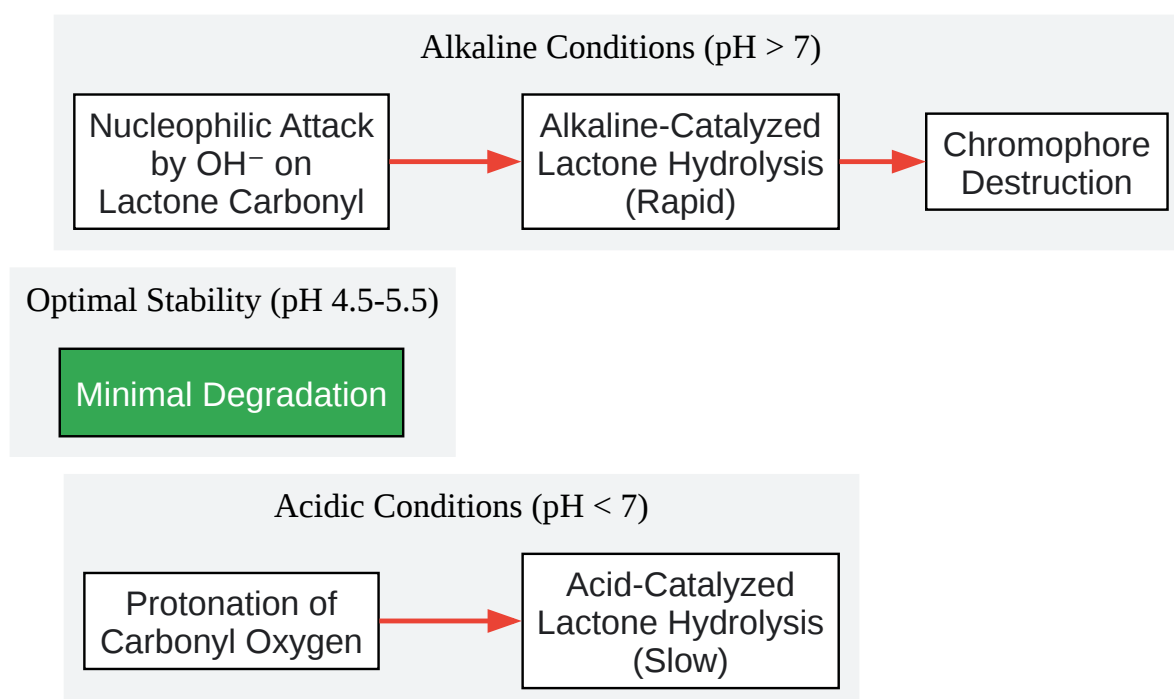 Alkaline Conditions (pH > 7)
Nucleophilic Attack
by OH⁻ on
Lactone Carbonyl
Alkaline-Catalyzed
Lactone Hydrolysis
(Rapid)
Chromophore
Destruction
Optimal Stability (pH 4.5-5.5)
Minimal Degradation
Acidic Conditions (pH < 7)
Protonation of
Carbonyl Oxygen
Acid-Catalyzed
Lactone Hydrolysis
(Slow)